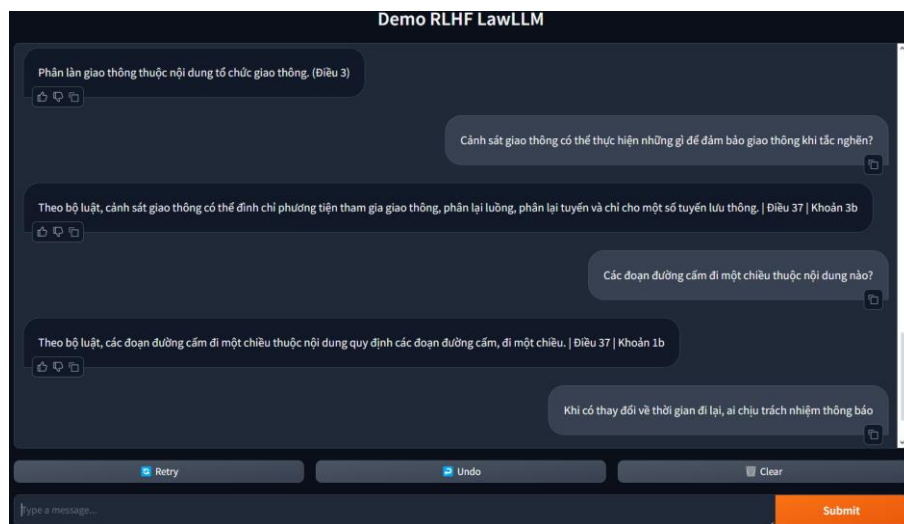 Demo RLHF LawLLM
Phân làn giao thông thuộc nội dung tổ chức giao thông. (Điều 3)
Cảnh sát giao thông có thể thực hiện những gì để đảm bảo giao thông khi tắc nghẽn?
Theo bộ luật, cảnh sát giao thông có thể đình chỉ phương tiện tham gia giao thông, phân lại luồng, phân lại tuyến và chỉ cho một số tuyến lưu thông. | Điều 37 | Khoản 3b
Các đoạn đường cấm đi một chiều thuộc nội dung nào?
Theo bộ luật, các đoạn đường cấm đi một chiều thuộc nội dung quy định các đoạn đường cấm, đi một chiều. | Điều 37 | Khoản 1b
Khi có thay đổi về thời gian đi lại, ai chịu trách nhiệm thông báo
Retry
Undo
Clear
Type a message...
Submit